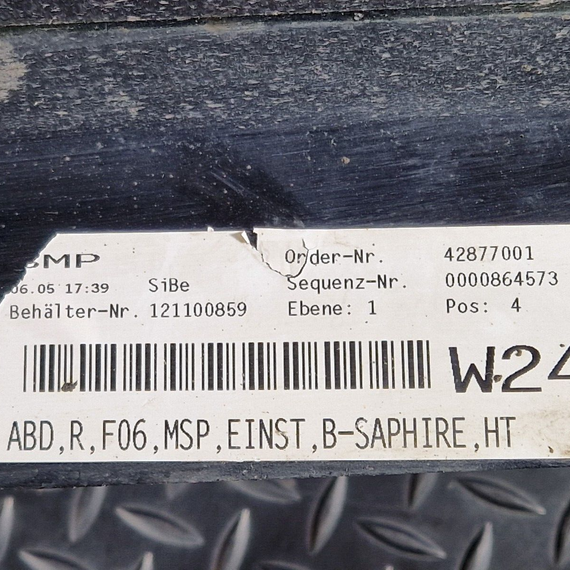 SMP Order-Nr. 42877001
06.05 17:39 SiBe Sequenz-Nr. 0000864573
Behälter-Nr. 121100859 Ebene: 1 Pos: 4
W24
ABD,R,F06,MSP,EINST,B-SAPHIRE,HT